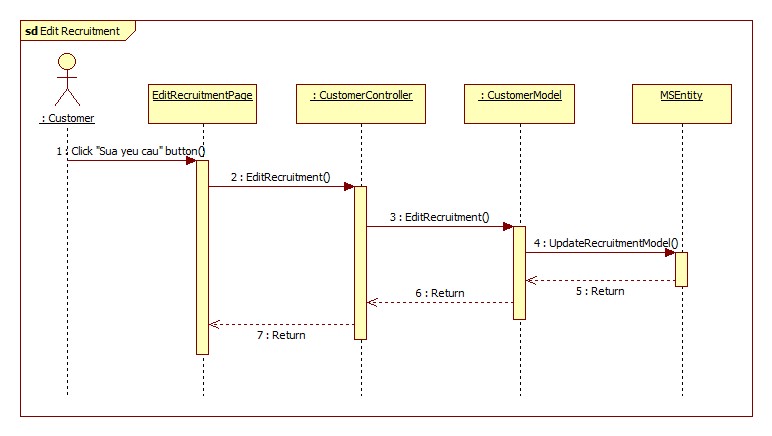 sd Edit Recruitment
: Customer
EditRecruitmentPage
: CustomerController
: CustomerModel
MSEntity
1 : Click "Sua yeu cau" button()
2 : EditRecruitment()
3 : EditRecruitment()
4 : UpdateRecruitmentModel()
5 : Return
6 : Return
7 : Return